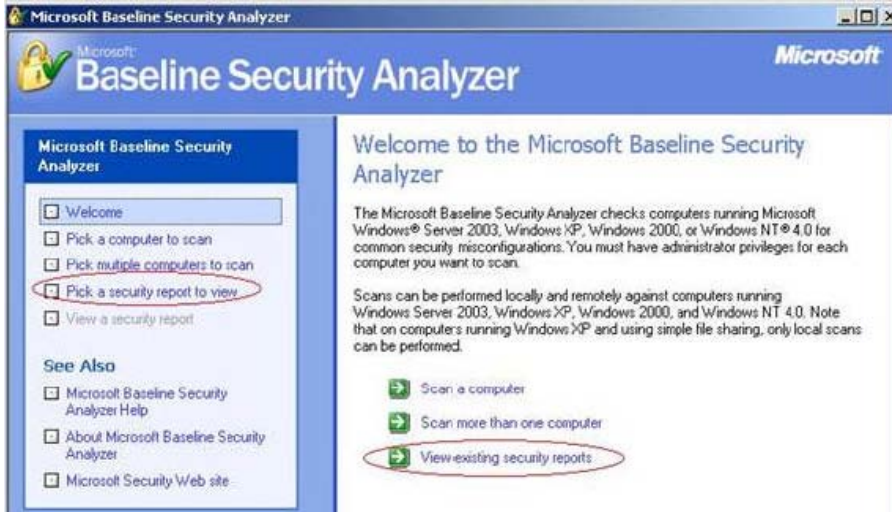 Microsoft Baseline Security Analyzer
Microsoft
Baseline Security Analyzer
Microsoft
Microsoft Baseline Security
Analyzer
Welcome
Pick a computer to scan
Pick multiple computers to scan
Pick a security report to view
View a security report
See Also
Microsoft Baseline Security
Analyzer Help
About Microsoft Baseline Security
Analyzer
Microsoft Security Web site
Welcome to the Microsoft Baseline Security
Analyzer
The Microsoft Baseline Security Analyzer checks computers running Microsoft
Windows® Server 2003, Windows XP, Windows 2000, or Windows NT® 4.0 for
common security misconfigurations. You must have administrator privileges for each
computer you want to scan.
Scans can be performed locally and remotely against computers running
Windows Server 2003, Windows XP, Windows 2000, and Windows NT 4.0. Note
that on computers running Windows XP and using simple file sharing, only local scans
can be performed.
Scan a computer
Scan more than one computer
View existing security reports